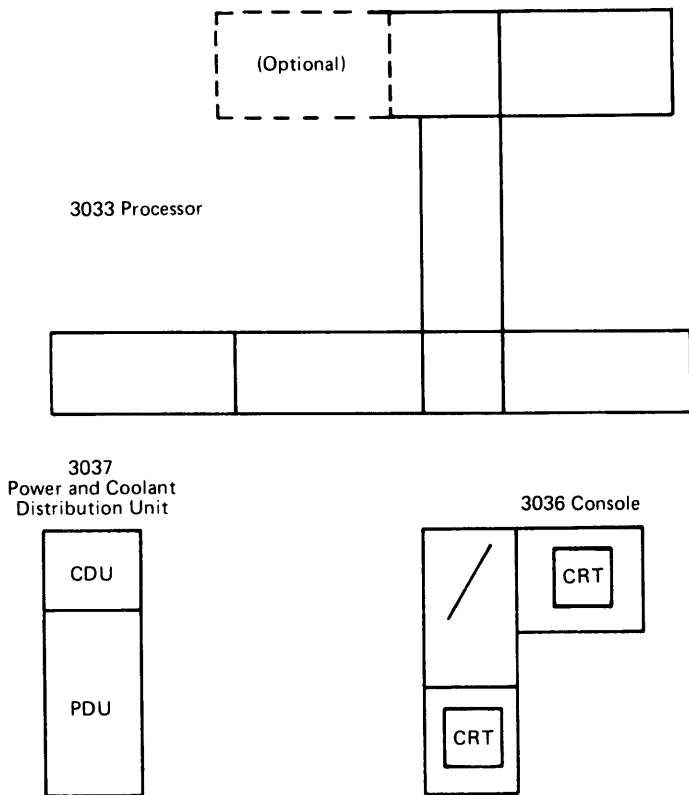 (Optional)
3033 Processor
3037
Power and Coolant
Distribution Unit
3036 Console
CDU
CRT
PDU
CRT